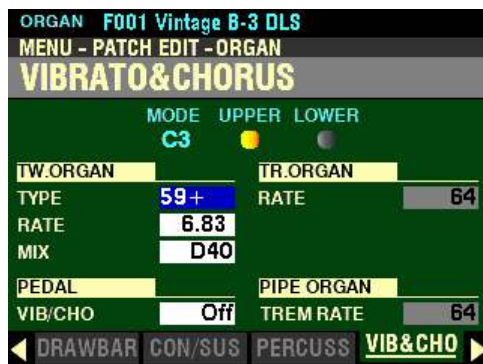 ORGAN F001 Vintage B-3 DLS
MENU - PATCH EDIT - ORGAN
VIBRATO&CHORUS
MODE UPPER LOWER
C3
TW.ORGAN TR.ORGAN
TYPE 59+ RATE 64
RATE 6.83
MIX D40
PEDAL PIPE ORGAN
VIB/CHO Off TREM RATE 64
DRAWBAR CON/SUS PERCUSS VIB&CHO